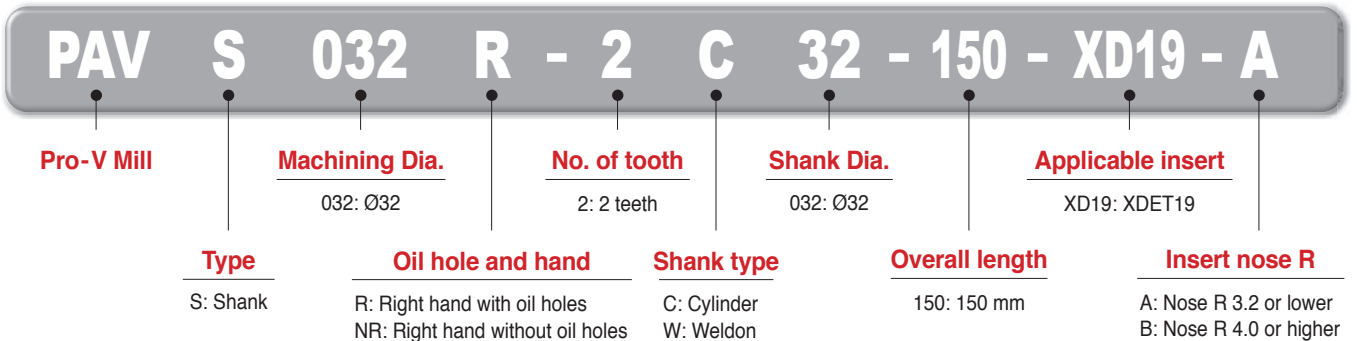 PAV S 032 R - 2 C 32 - 150 - XD19 - A
Pro-V Mill
Machining Dia.
032: Ø32
No. of tooth
2: 2 teeth
Shank Dia.
032: Ø32
Applicable insert
XD19: XDET19
Type
S: Shank
Oil hole and hand
R: Right hand with oil holes
NR: Right hand without oil holes
Shank type
C: Cylinder
W: Weldon
Overall length
150: 150 mm
Insert nose R
A: Nose R 3.2 or lower
B: Nose R 4.0 or higher